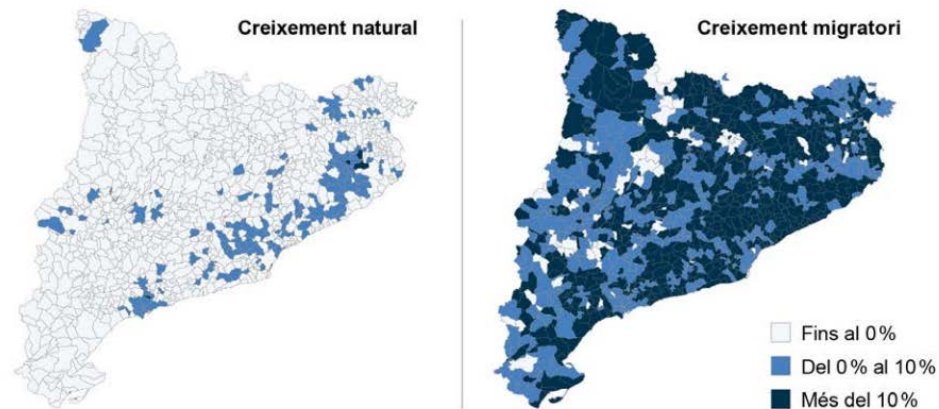 Creixement natural
Creixement migratori
Fins al 0 %
Del 0 % al 10 %
Més del 10 %